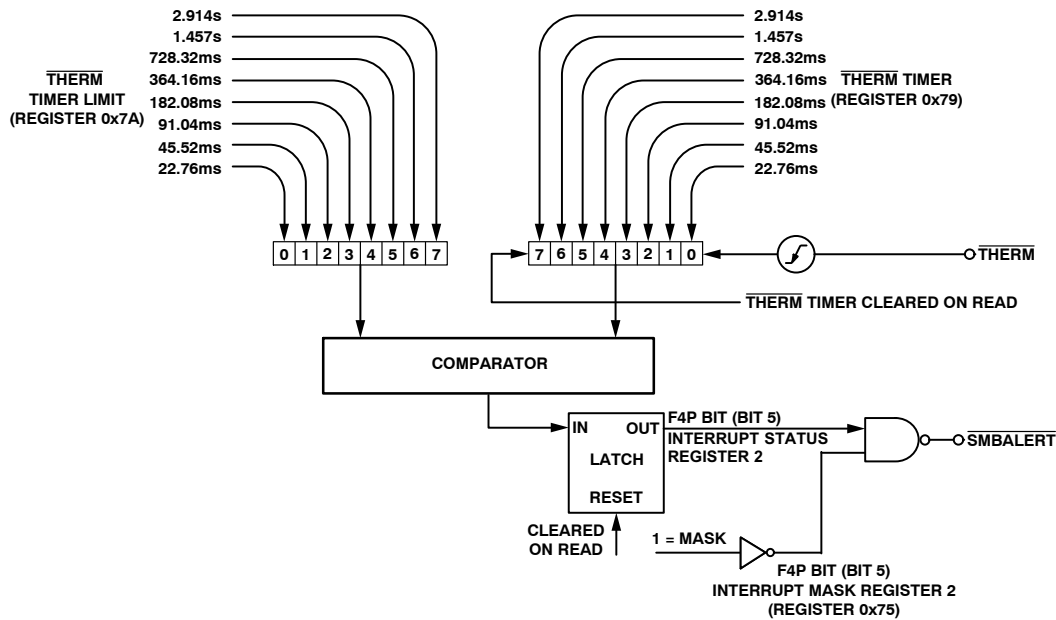 2.914s
1.457s
728.32ms
364.16ms
182.08ms
91.04ms
45.52ms
22.76ms
THERM
TIMER LIMIT
(REGISTER 0x7A)
2.914s
1.457s
728.32ms
364.16ms
182.08ms
91.04ms
45.52ms
22.76ms
THERM TIMER
(REGISTER 0x79)
0 1 2 3 4 5 6 7
7 6 5 4 3 2 1 0
THERM
THERM TIMER CLEARED ON READ
COMPARATOR
IN OUT
LATCH
RESET
F4P BIT (BIT 5)
INTERRUPT STATUS
REGISTER 2
SMBALERT
CLEARED
ON READ
1 = MASK
F4P BIT (BIT 5)
INTERRUPT MASK REGISTER 2
(REGISTER 0x75)